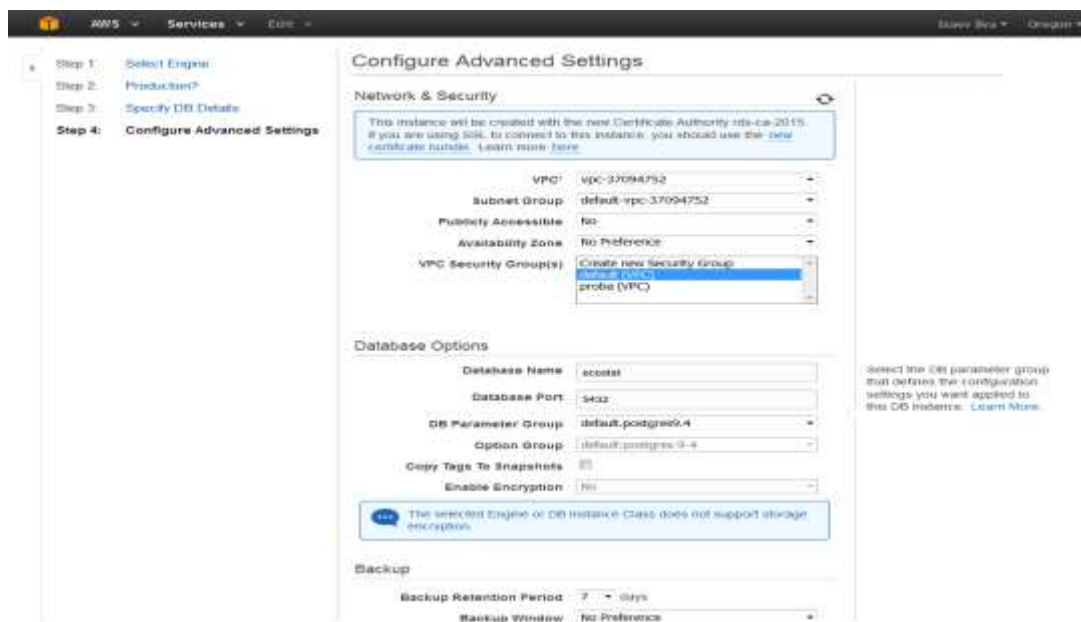 AWS Services Edit
Oregon
Step 1: Select Engine
Step 2: Production?
Step 3: Specify DB Details
Step 4: Configure Advanced Settings
Configure Advanced Settings
Network & Security
This instance will be created with the new Certificate Authority rds-ca-2015.
If you are using SSL to connect to this instance, you should use the new
certificate bundle. Learn more here
VPC* vpc-37094752
Subnet Group default-vpc-37094752
Publicly Accessible No
Availability Zone No Preference
VPC Security Group(s) Create new Security Group
default (VPC)
proba (VPC)
Database Options
Database Name
Database Port 5432
DB Parameter Group default.postgres9.4
Option Group default:postgres-9-4
Copy Tags To Snapshots
Enable Encryption No
The selected Engine or DB Instance Class does not support storage
encryption.
Select the DB parameter group
that defines the configuration
settings you want applied to
this DB instance. Learn More.
Backup
Backup Retention Period 7 days
Backup Window No Preference